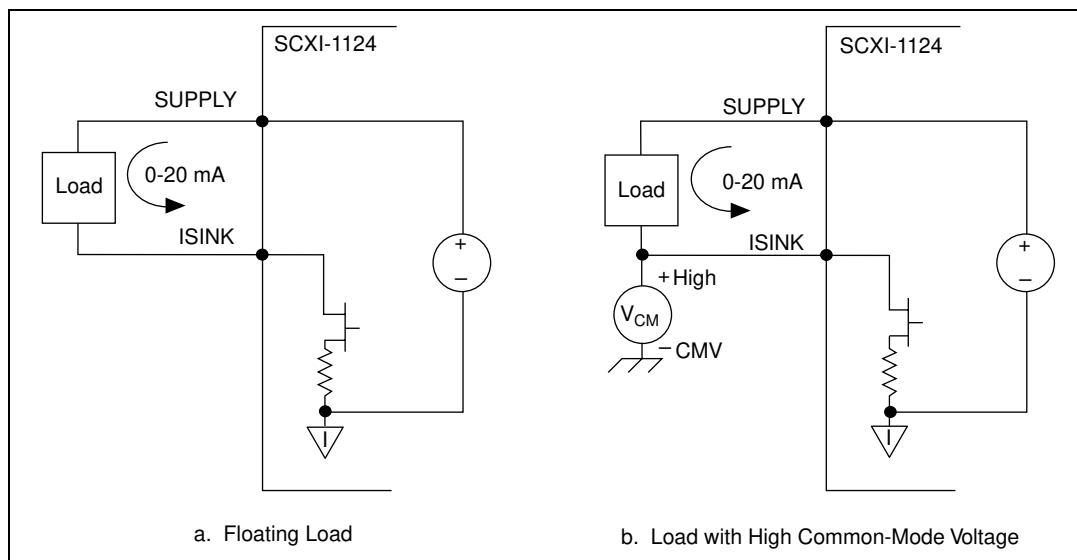 SCXI-1124
SUPPLY
Load
0-20 mA
ISINK
+
–
I
a. Floating Load
SCXI-1124
SUPPLY
Load
0-20 mA
ISINK
+High
VCM
– CMV
+
–
I
b. Load with High Common-Mode Voltage